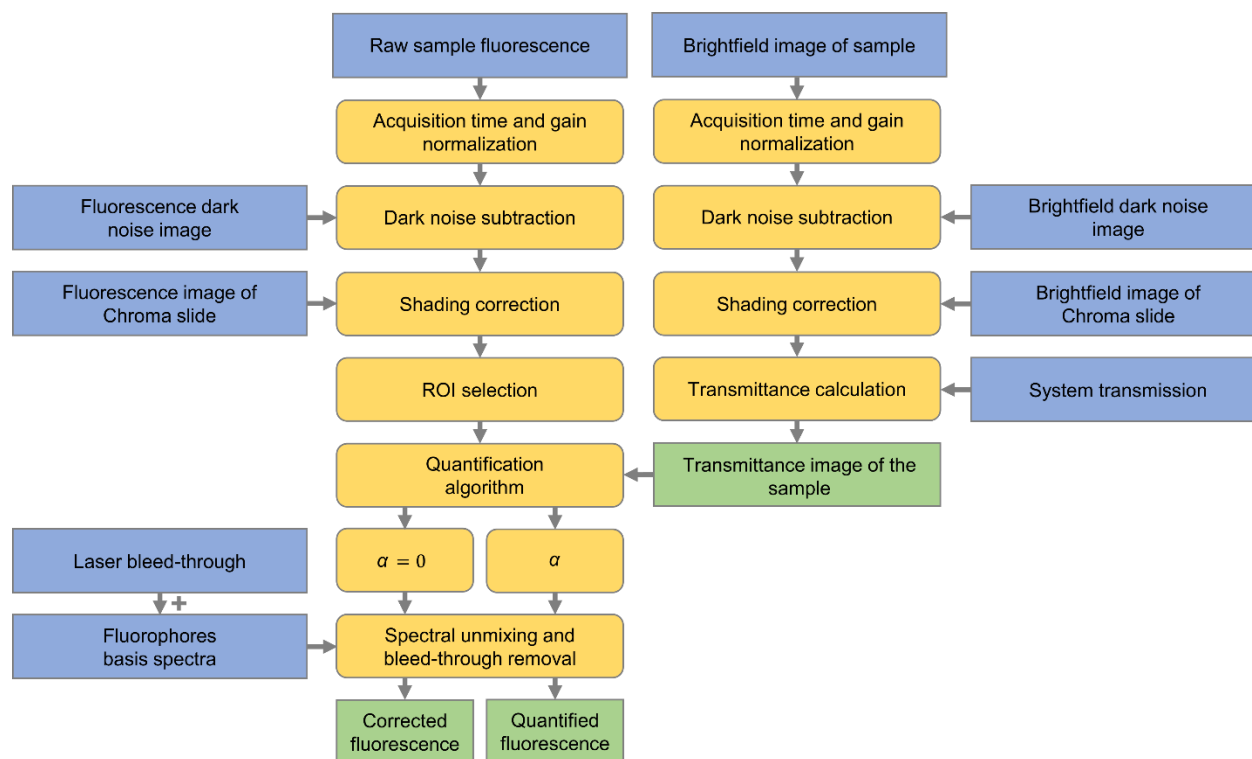 Raw sample fluorescence
Brightfield image of sample
Acquisition time and gain
normalization
Acquisition time and gain
normalization
Fluorescence dark
noise image
Dark noise subtraction
Dark noise subtraction
Brightfield dark noise
image
Fluorescence image of
Chroma slide
Shading correction
Shading correction
Brightfield image of
Chroma slide
ROI selection
Transmittance calculation
System transmission
Quantification
algorithm
Transmittance image of the
sample
Laser bleed-through
α = 0
α
+
Fluorophores
basis spectra
Spectral unmixing and
bleed-through removal
Corrected
fluorescence
Quantified
fluorescence